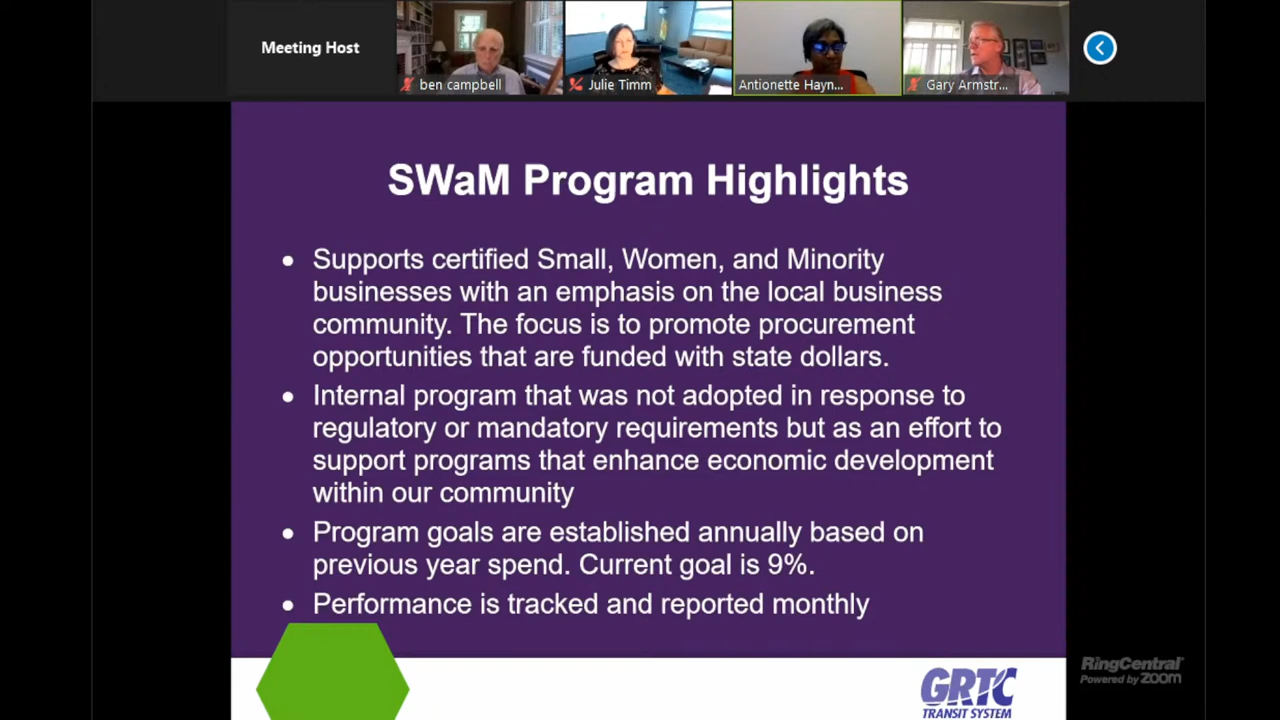 Meeting Host
ben campbell
Julie Timm
Antionette Hayn...
Gary Armstr...
SWaM Program Highlights
• Supports certified Small, Women, and Minority
businesses with an emphasis on the local business
community. The focus is to promote procurement
opportunities that are funded with state dollars.
• Internal program that was not adopted in response to
regulatory or mandatory requirements but as an effort to
support programs that enhance economic development
within our community
• Program goals are established annually based on
previous year spend. Current goal is 9%.
• Performance is tracked and reported monthly
GRTC
TRANSIT SYSTEM
RingCentral
Powered by zoom